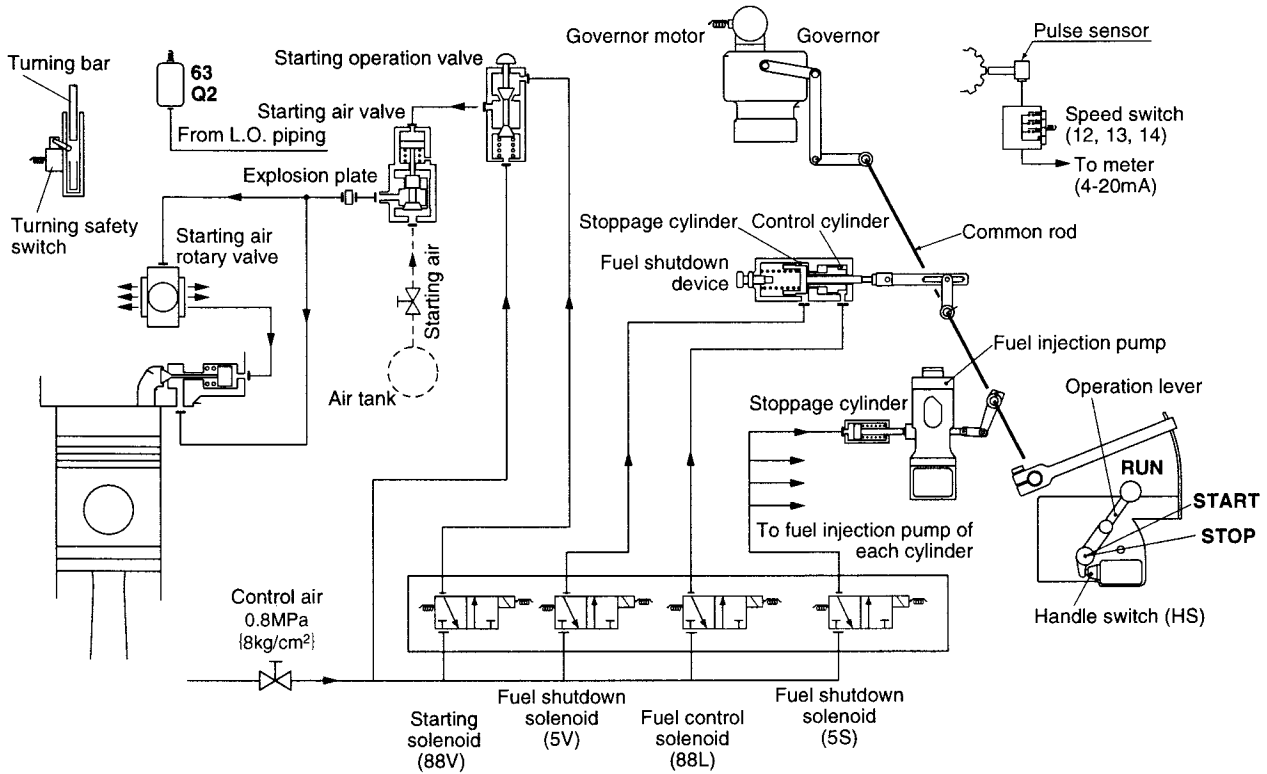 Turning bar
63
Q2
From L.O. piping
Turning safety
switch
Starting operation valve
Starting air valve
Explosion plate
Starting air
rotary valve
Starting air
Air tank
Governor motor
Governor
Pulse sensor
Speed switch
(12, 13, 14)
To meter
(4-20mA)
Stoppage cylinder
Control cylinder
Fuel shutdown
device
Common rod
Fuel injection pump
Stoppage cylinder
Operation lever
RUN
START
STOP
To fuel injection pump of
each cylinder
Handle switch (HS)
Control air
0.8MPa
{8kg/cm²}
Starting
solenoid
(88V)
Fuel shutdown
solenoid
(5V)
Fuel control
solenoid
(88L)
Fuel shutdown
solenoid
(5S)